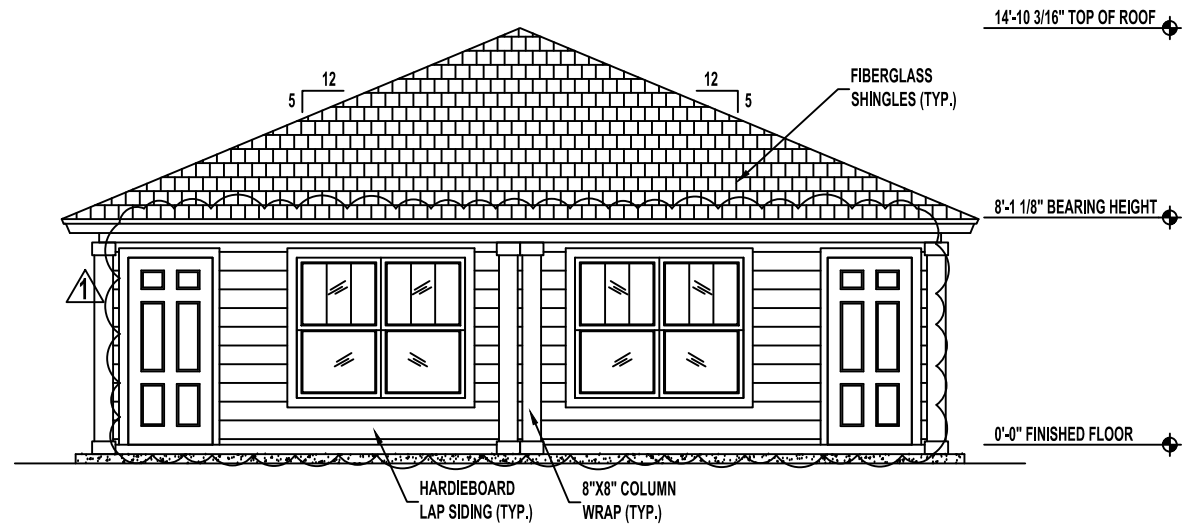 14'-10 3/16" TOP OF ROOF
12
5
12
5
FIBERGLASS
SHINGLES (TYP.)
8'-1 1/8" BEARING HEIGHT
1
0'-0" FINISHED FLOOR
HARDIEBOARD
LAP SIDING (TYP.)
8"X8" COLUMN
WRAP (TYP.)